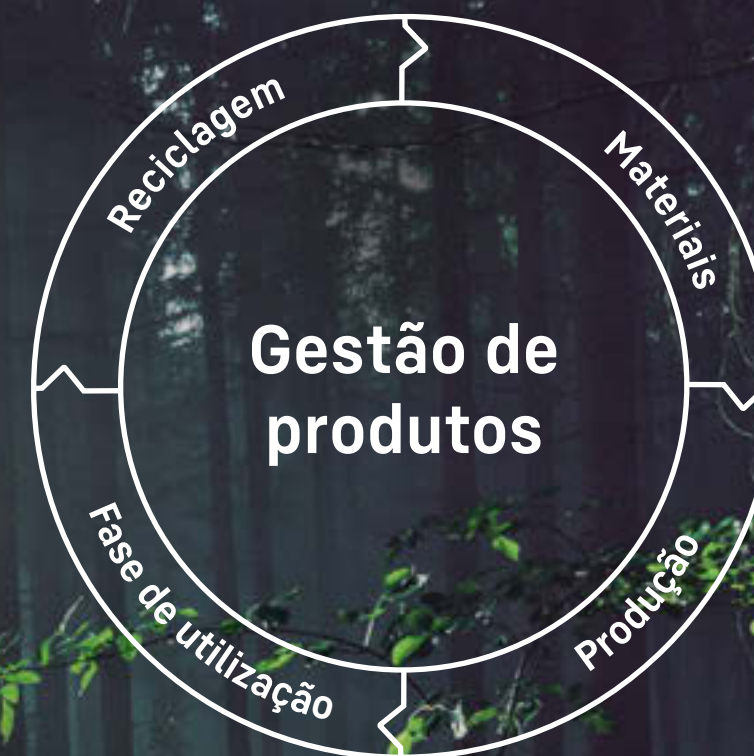 Reciclagem
Materiais
Gestão de
produtos
Fase de utilização
Produção